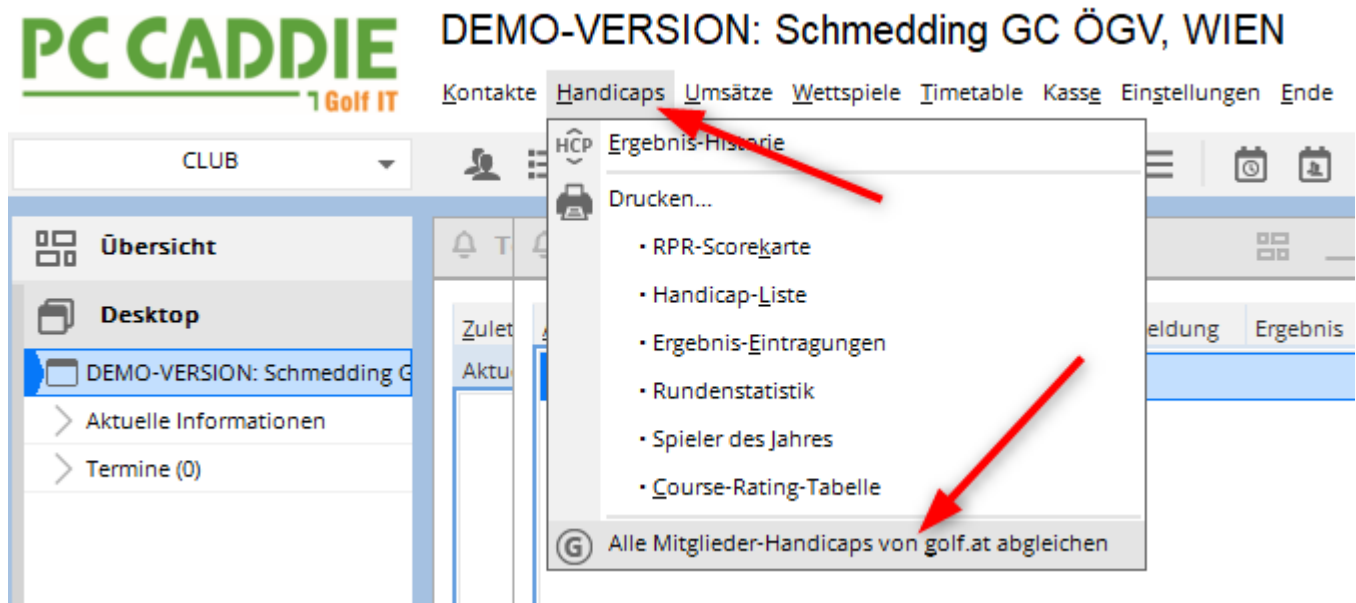 PC CADDIE
Golf IT
DEMO-VERSION: Schmedding GC ÖGV, WIEN
Kontakte Handicaps Umsätze Wettspiele Timetable Kasse Einstellungen Ende
CLUB
HCP Ergebnis-Historie
Drucken...
• RPR-Scorekarte
• Handicap-Liste
• Ergebnis-Eintragungen
• Rundenstatistik
• Spieler des Jahres
• Course-Rating-Tabelle
G Alle Mitglieder-Handicaps von golf.at abgleichen
Übersicht
Desktop
DEMO-VERSION: Schmedding G
Aktuelle Informationen
Termine (0)
T
Zulet
Aktu
eldung Ergebnis